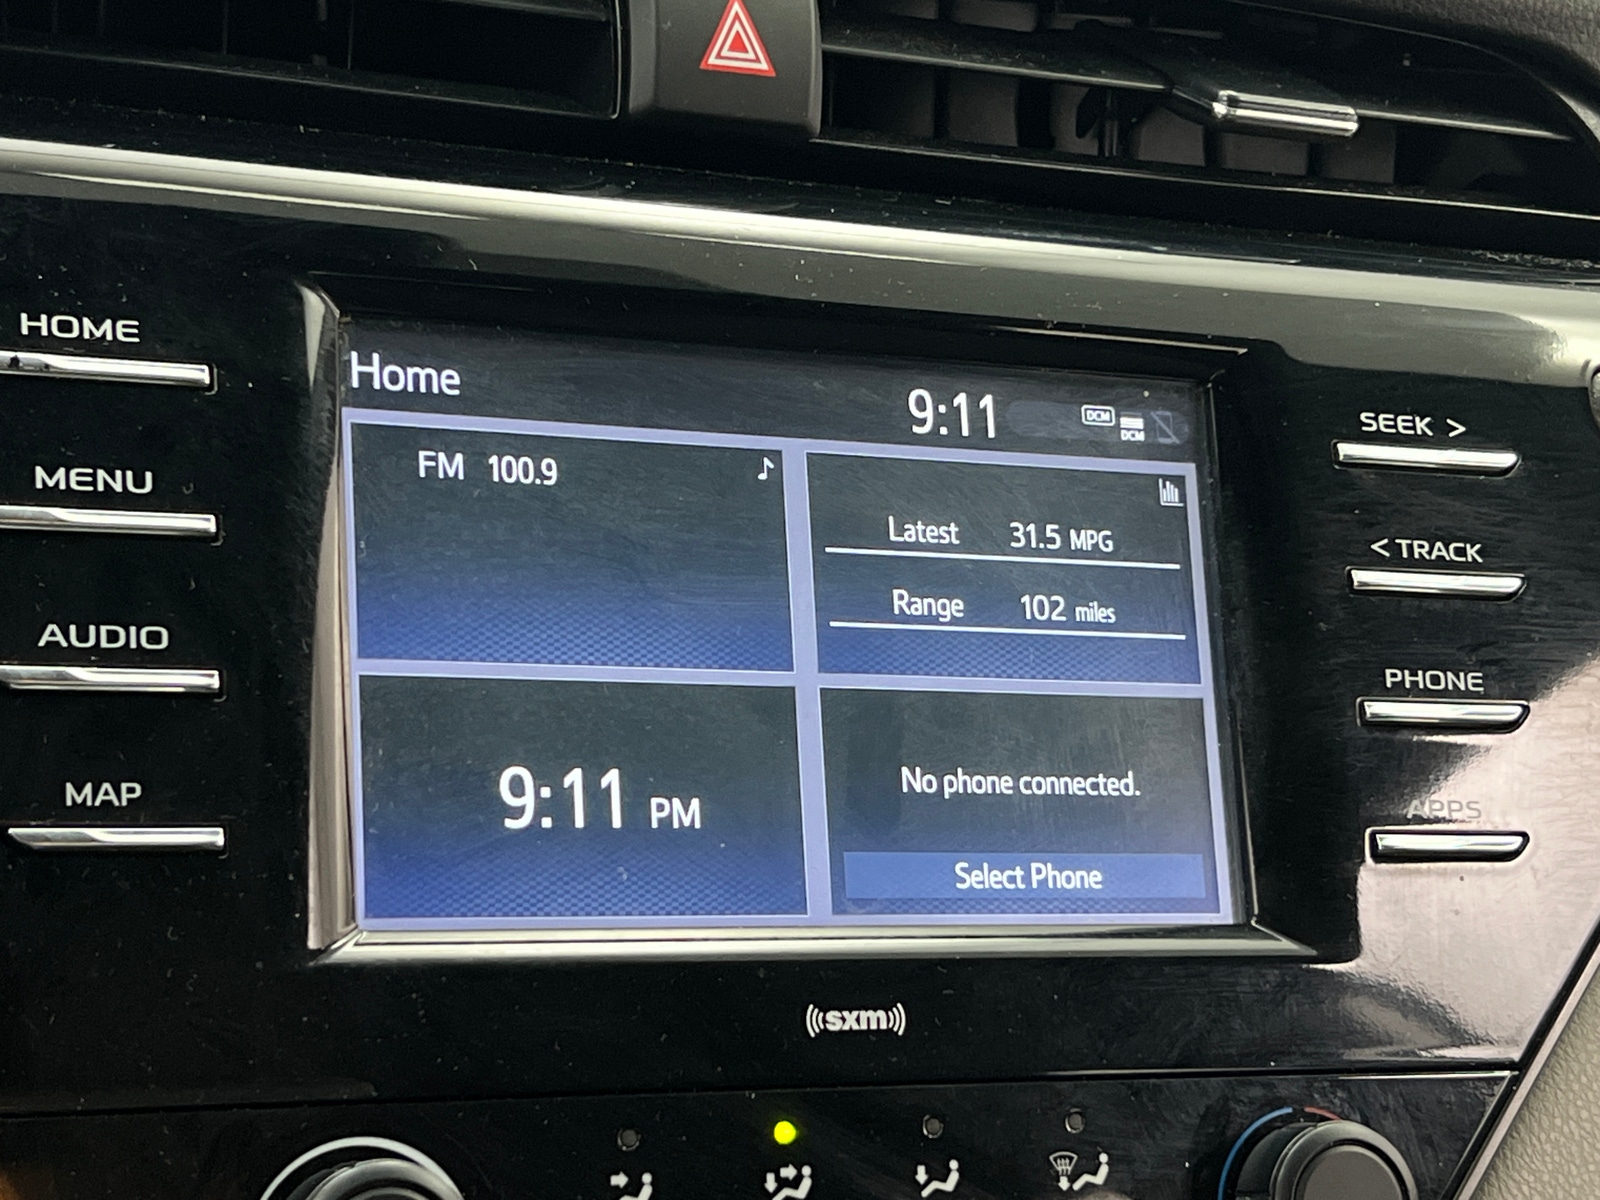 HOME
MENU
AUDIO
MAP
Home
9:11
DCM
DCM
FM 100.9
Latest 31.5 MPG
Range 102 miles
9:11 PM
No phone connected.
Select Phone
SEEK >
< TRACK
PHONE
APPS
((( sxm )))